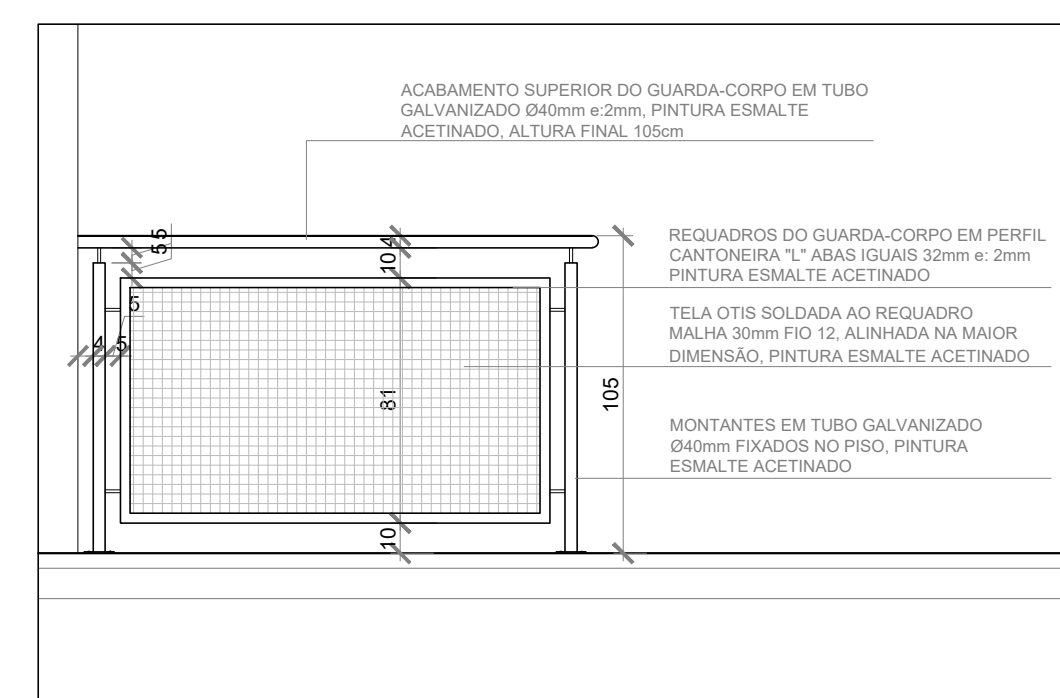 ACABAMENTO SUPERIOR DO GUARDA-CORPO EM TUBO
GALVANIZADO Ø40mm e:2mm, PINTURA ESMALTE
ACETINADO, ALTURA FINAL 105cm
REQUADROS DO GUARDA-CORPO EM PERFIL
CANTONEIRA "L" ABAS IGUAIS 32mm e: 2mm
PINTURA ESMALTE ACETINADO
TELA OTIS SOLDADA AO REQUADRO
MALHA 30mm FIO 12, ALINHADA NA MAIOR
DIMENSÃO, PINTURA ESMALTE ACETINADO
MONTANTES EM TUBO GALVANIZADO
Ø40mm FIXADOS NO PISO, PINTURA
ESMALTE ACETINADO
5
5
4
10
5
4
5
81
105
10